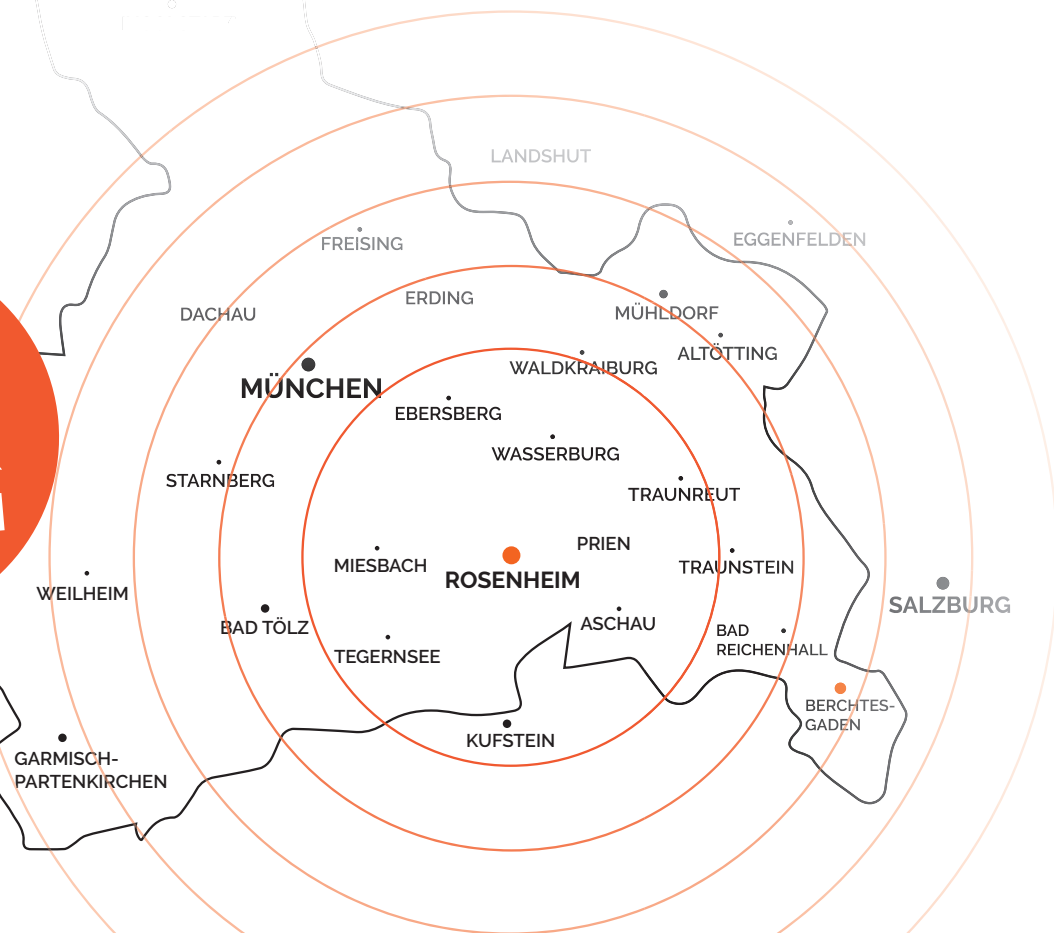 LANDSHUT
EGGENFELDEN
FREISING
ERDING
DACHAU
MÜHLDORF
ALTÖTTING
WALDKRAIBURG
MÜNCHEN
EBERSBERG
WASSERBURG
STARNBERG
TRAUNREUT
PRIEN
MIESBACH
TRAUNSTEIN
ROSENHEIM
WEILHEIM
SALZBURG
ASCHAU
BAD TÖLZ
BAD
REICHENHALL
TEGERNSEE
BERCHTES-
GADEN
KUFSTEIN
GARMISCH-
PARTENKIRCHEN